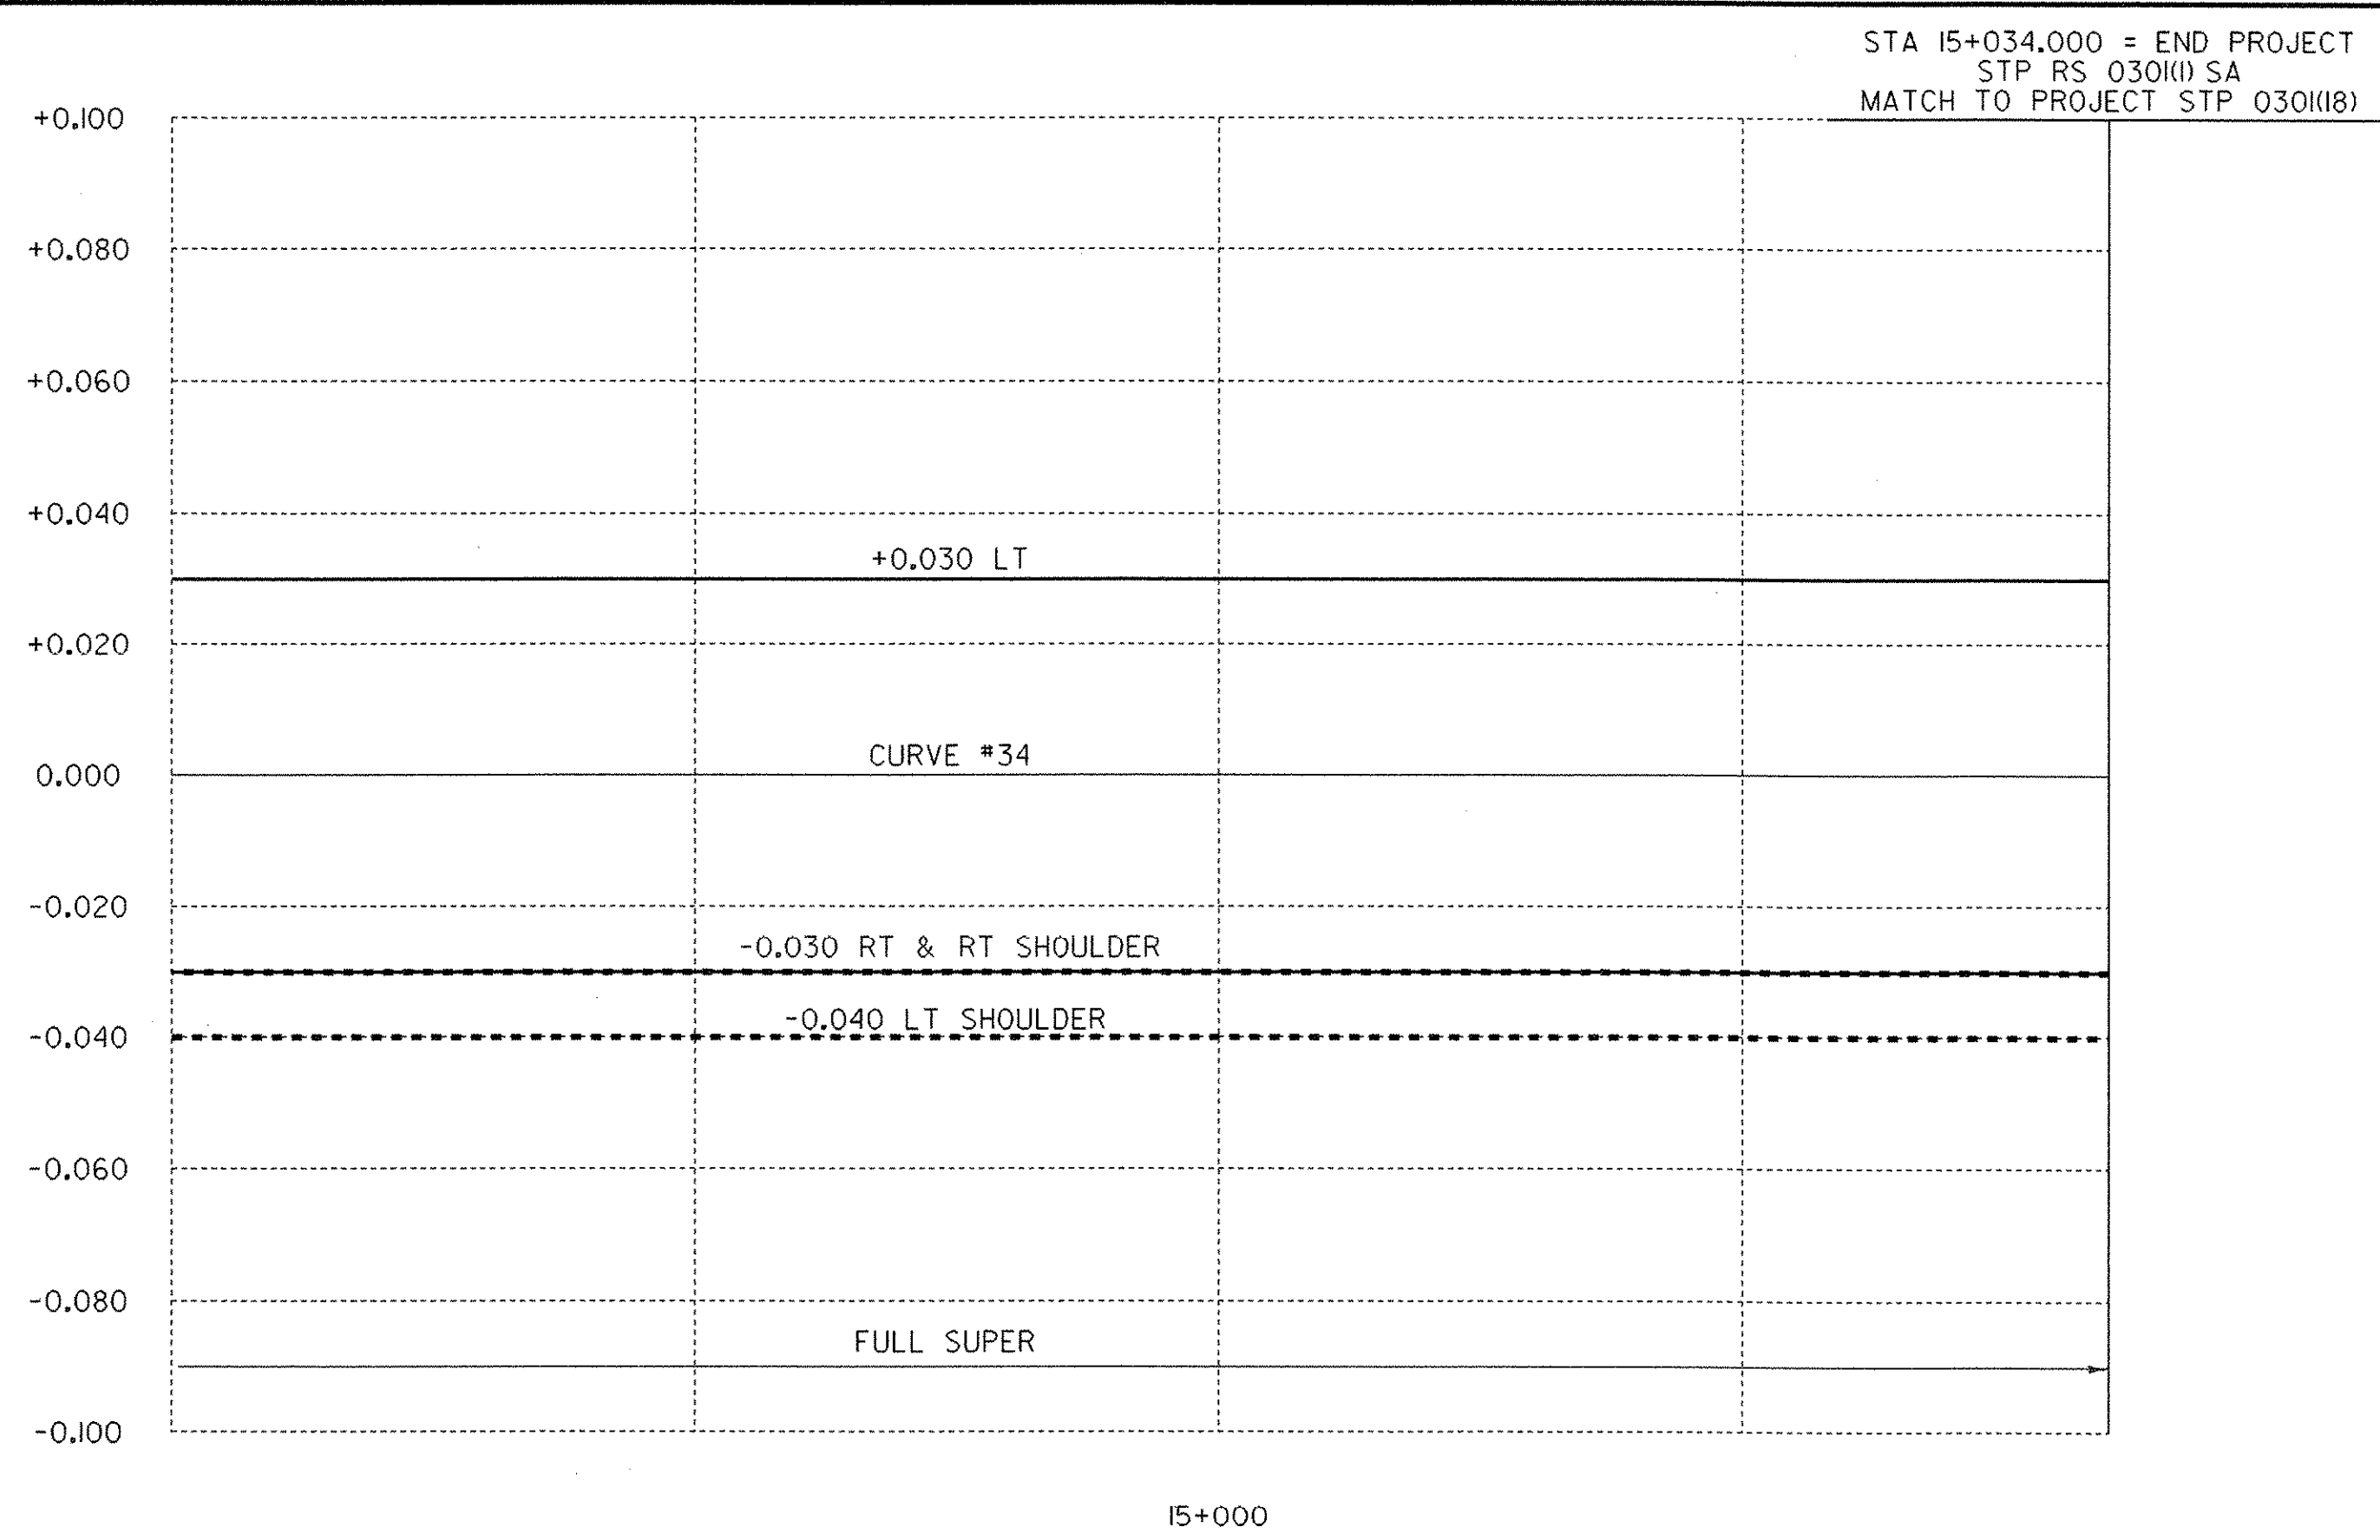 STA 15+034.000 = END PROJECT
STP RS 0301(1) SA
MATCH TO PROJECT STP 0301(18)
+0.100
+0.080
+0.060
+0.040
+0.030 LT
+0.020
CURVE #34
0.000
-0.020
-0.030 RT & RT SHOULDER
-0.040 LT SHOULDER
-0.040
-0.060
-0.080
FULL SUPER
-0.100
15+000